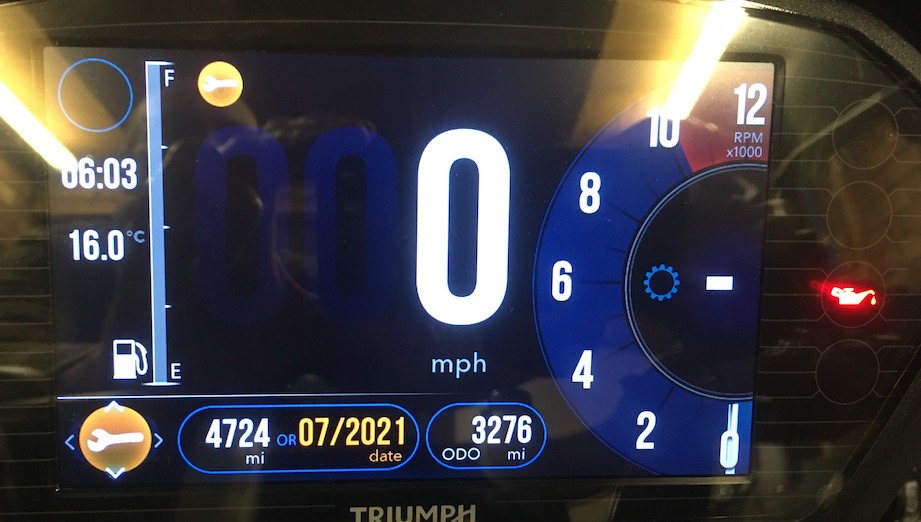 F
06:03
16.0°C
E
000
mph
12
10
RPM
x1000
8
6
4
2
0
-
4724 mi OR 07/2021 date
3276
ODO mi
TRIUMPH